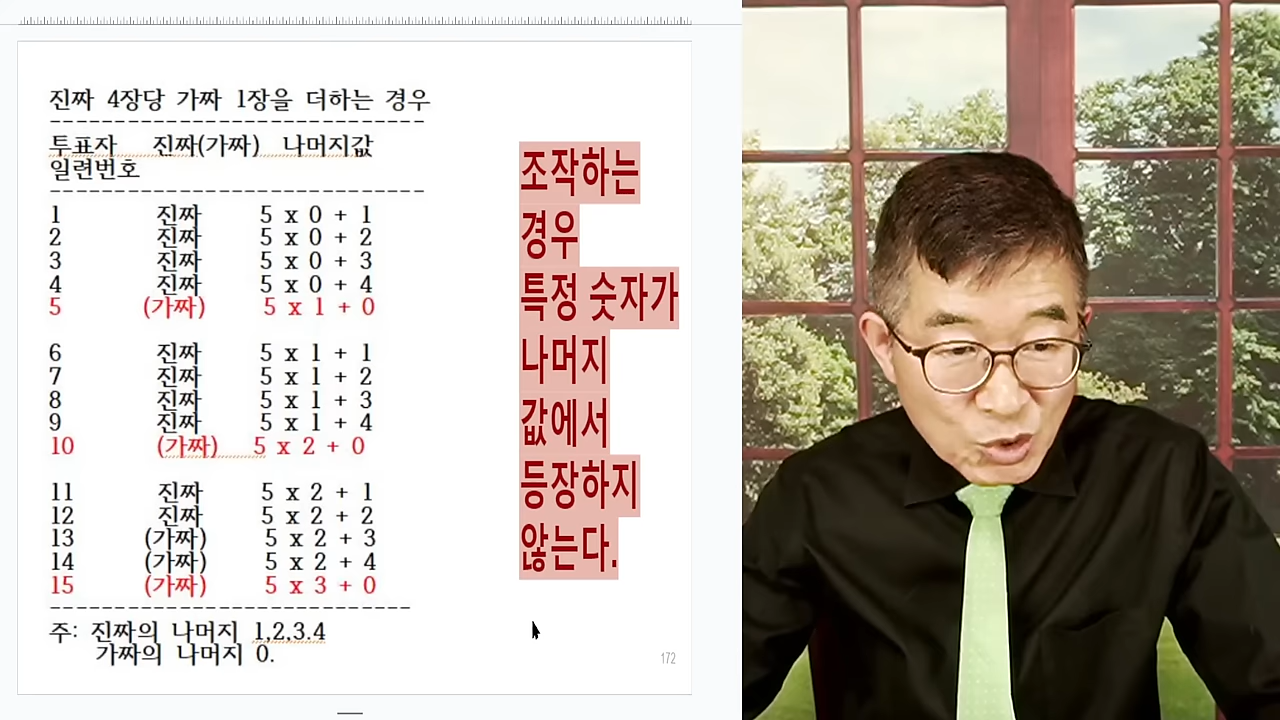 진짜 4장당 가짜 1장을 더하는 경우
----------------------------
투표자 진짜(가짜) 나머지값
일련번호
----------------------------
1 진짜 5 x 0 + 1
2 진짜 5 x 0 + 2
3 진짜 5 x 0 + 3
4 진짜 5 x 0 + 4
5 (가짜) 5 x 1 + 0
6 진짜 5 x 1 + 1
7 진짜 5 x 1 + 2
8 진짜 5 x 1 + 3
9 진짜 5 x 1 + 4
10 (가짜) 5 x 2 + 0
11 진짜 5 x 2 + 1
12 진짜 5 x 2 + 2
13 (가짜) 5 x 2 + 3
14 (가짜) 5 x 2 + 4
15 (가짜) 5 x 3 + 0
---------------------------
주: 진짜의 나머지 1,2,3.4
가짜의 나머지 0.
조작하는
경우
특정 숫자가
나머지
값에서
등장하지
않는다.
172